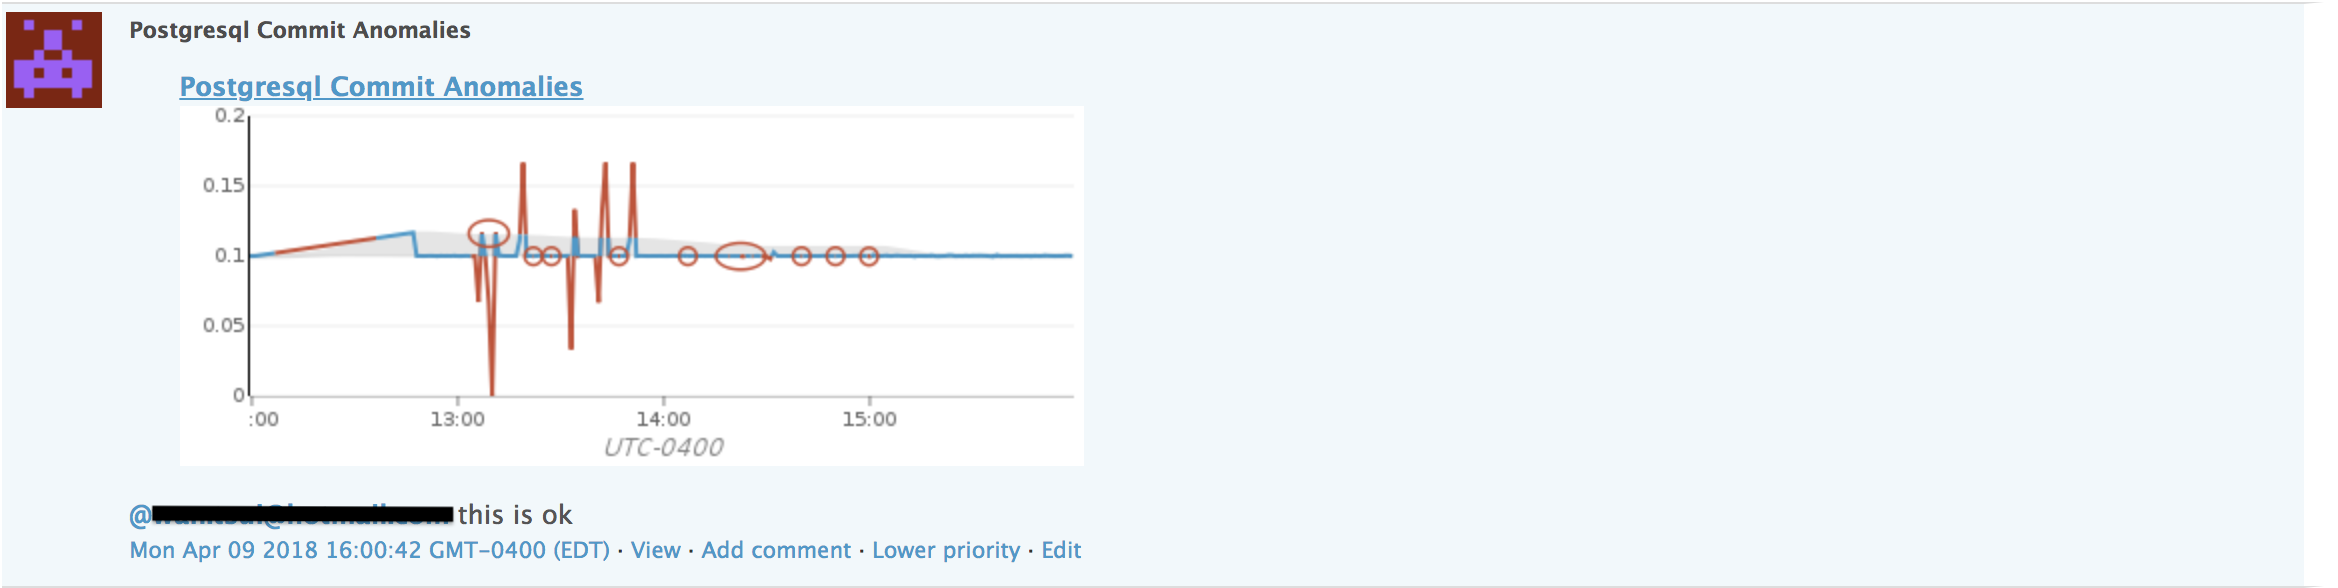 Postgresql Commit Anomalies
Postgresql Commit Anomalies
0.2
0.15
0.1
0.05
0
:00 13:00 14:00 15:00
UTC-0400
@ this is ok
Mon Apr 09 2018 16:00:42 GMT-0400 (EDT) · View · Add comment · Lower priority · Edit